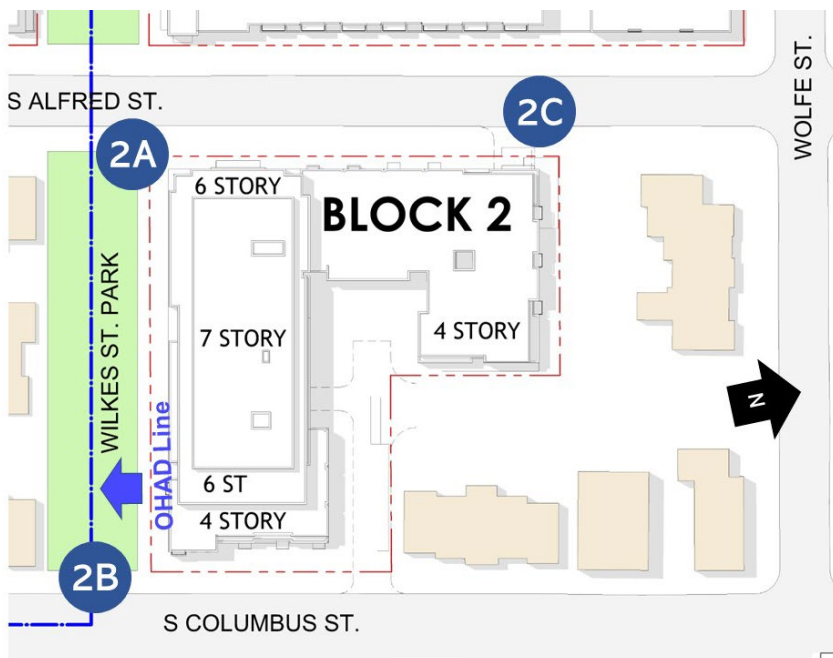 S ALFRED ST.
WOLFE ST.
2A
2C
6 STORY
BLOCK 2
WILKES ST. PARK
7 STORY
4 STORY
N
OHAD Line
6 ST
4 STORY
2B
S COLUMBUS ST.